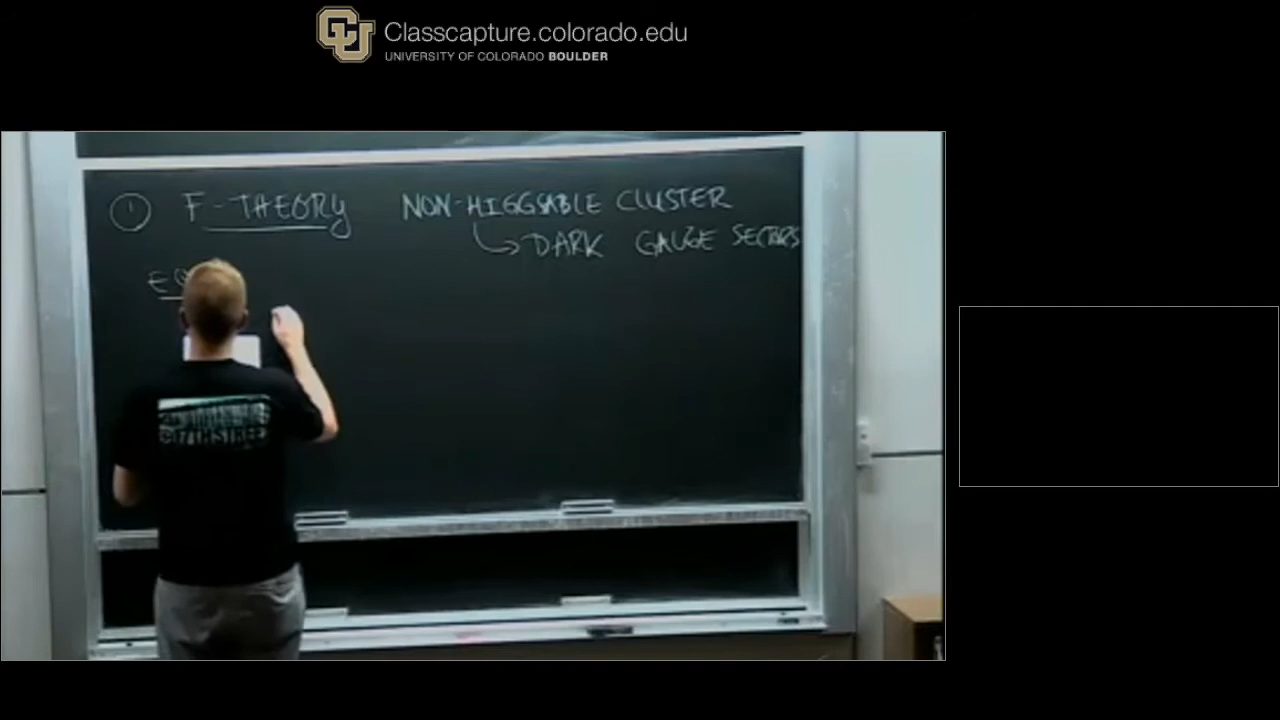 Classcapture.colorado.edu
UNIVERSITY OF COLORADO BOULDER
① F-THEORY NON-HIGGSABLE CLUSTER
↳ DARK GAUGE SECTORS